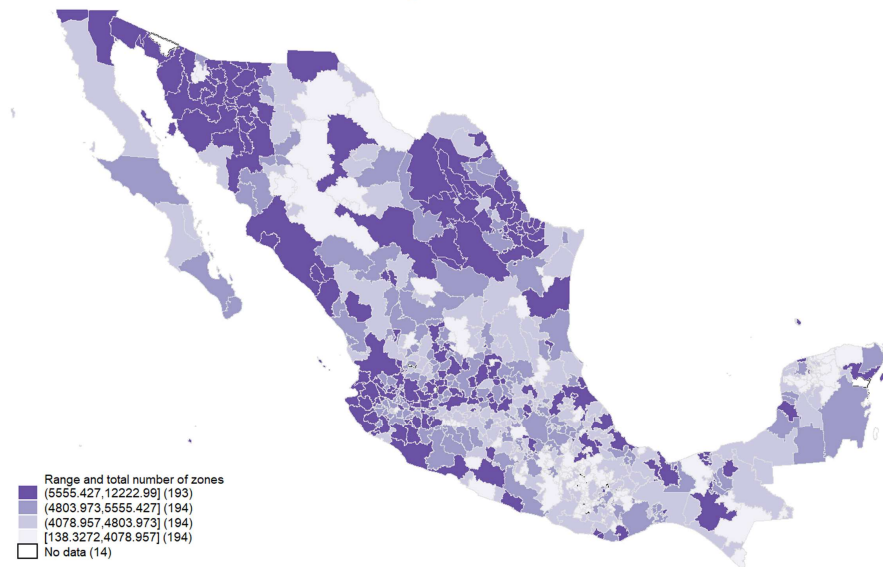 Range and total number of zones
(5555.427,12222.99] (193)
(4803.973,5555.427] (194)
(4078.957,4803.973] (194)
[138.3272,4078.957] (194)
No data (14)